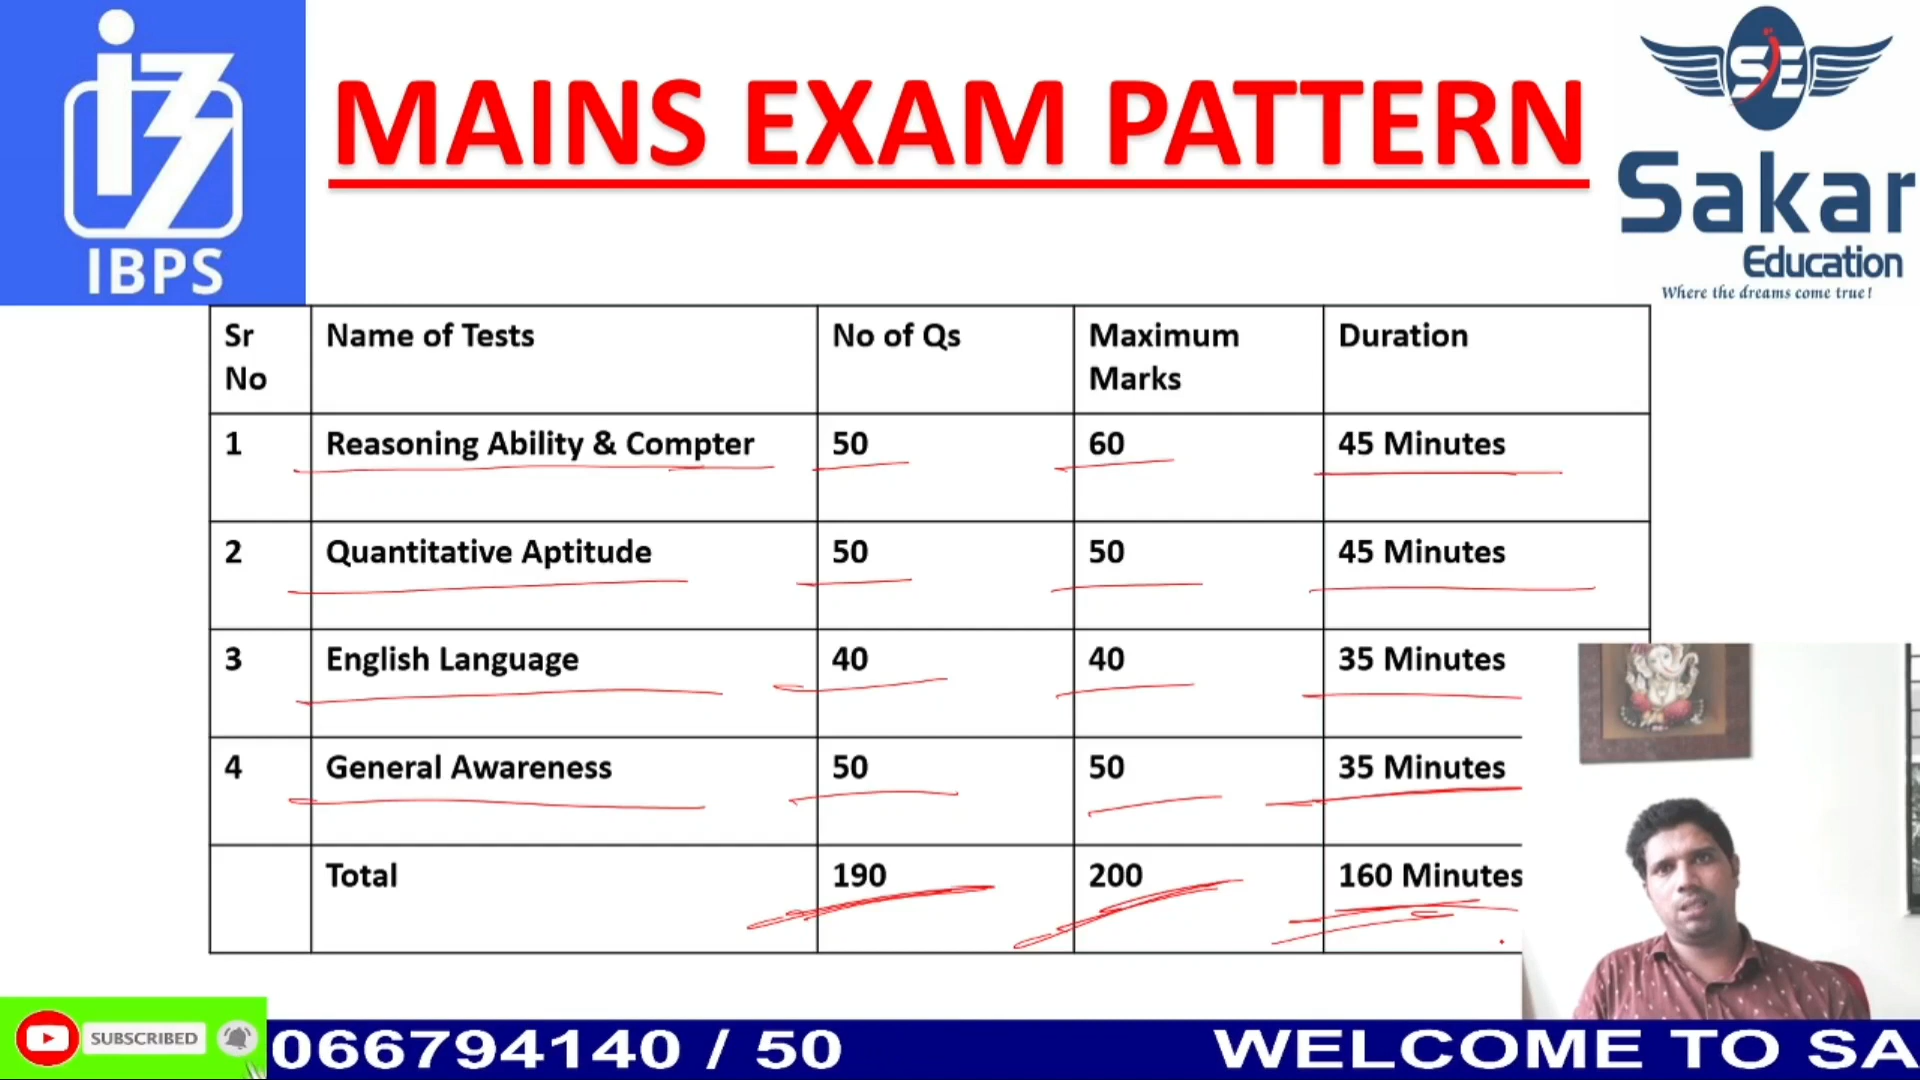 IBPS
MAINS EXAM PATTERN
SE
Sakar
Education
Where the dreams come true!
Sr No Name of Tests No of Qs Maximum Marks Duration
1 Reasoning Ability & Compter 50 60 45 Minutes
2 Quantitative Aptitude 50 50 45 Minutes
3 English Language 40 40 35 Minutes
4 General Awareness 50 50 35 Minutes
Total 190 200 160 Minutes
SUBSCRIBED 066794140 / 50 WELCOME TO SA